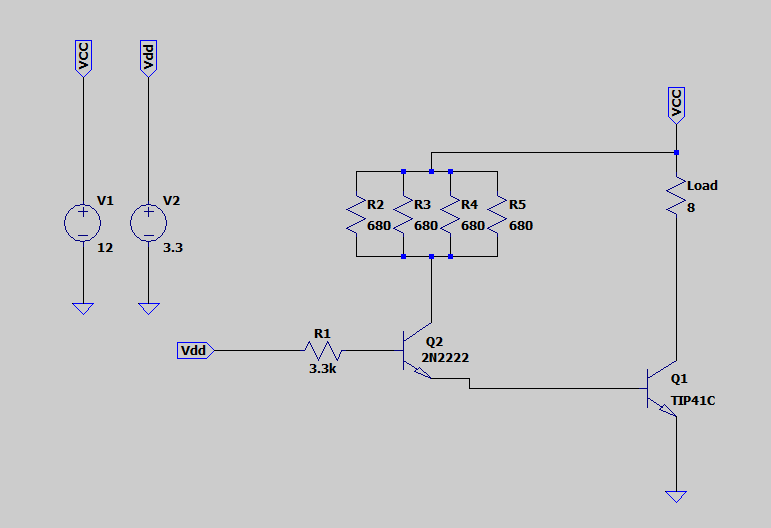 VCC
Vdd
VCC
V1
12
V2
3.3
R2
680
R3
680
R4
680
R5
680
Load
8
Vdd
R1
3.3k
Q2
2N2222
Q1
TIP41C